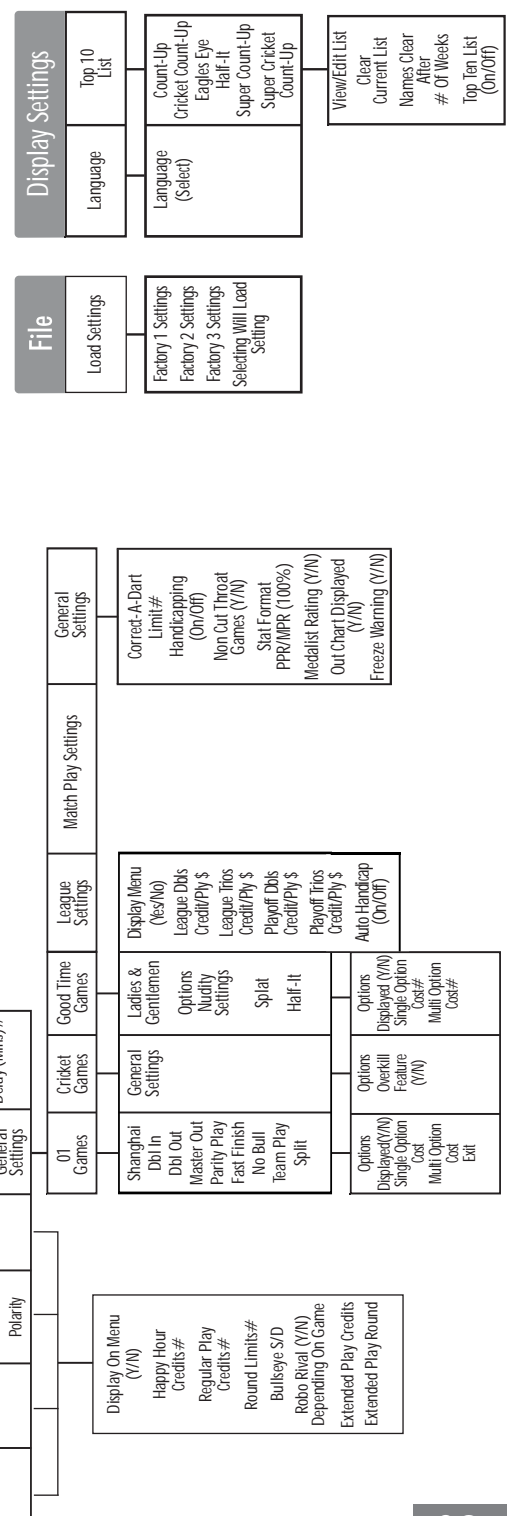 Polarity
General
Settings
Display On Menu
(Y/N)
Happy Hour
Credits#
Regular Play
Credits#
Round Limits#
Bullseye S/D
Robo Rival (Y/N)
Depending On Game
Extended Play Credits
Extended Play Round
01
Games
Cricket
Games
Good Time
Games
League
Settings
Match Play Settings
General
Settings
Shanghai
Dbl In
Dbl Out
Master Out
Parity Play
Fast Finish
No Bull
Team Play
Split
General
Settings
Ladies &
Gentlemen
Options
Nudity
Settings
Splat
Half-It
Display Menu
(Yes/No)
League Dbls
Credit/Ply $
League Trios
Credit/Ply $
Playoff Dbls
Credit/Ply $
Playoff Trios
Credit/Ply $
Auto Handicap
(On/Off)
Correct-A-Dart
Limit#
Handicapping
(On/Off)
Non Cut Throat
Games (Y/N)
Stat Format
PPR/MPR (100%)
Medalist Rating (Y/N)
Out Chart Displayed
(Y/N)
Freeze Warning (Y/N)
Options
Displayed(Y/N)
Single Option
Cost
Multi Option
Cost
Exit
Options
Overkill
Feature
(Y/N)
Options
Displayed (Y/N)
Single Option
Cost#
Multi Option
Cost#
File
Load Settings
Factory 1 Settings
Factory 2 Settings
Factory 3 Settings
Selecting Will Load
Setting
Display Settings
Language
Top 10
List
Language
(Select)
Count-Up
Cricket Count-Up
Eagles Eye
Half-It
Super Count-Up
Super Cricket
Count-Up
View/Edit List
Clear
Current List
Names Clear
After
# Of Weeks
Top Ten List
(On/Off)